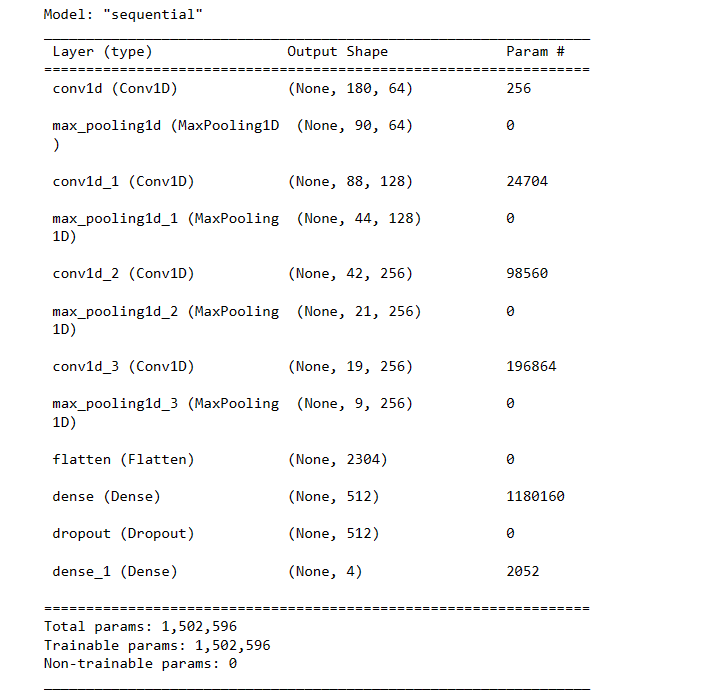 Model: "sequential"
Layer (type) Output Shape Param #
conv1d (Conv1D) (None, 180, 64) 256
max_pooling1d (MaxPooling1D (None, 90, 64) 0
)
conv1d_1 (Conv1D) (None, 88, 128) 24704
max_pooling1d_1 (MaxPooling (None, 44, 128) 0
1D)
conv1d_2 (Conv1D) (None, 42, 256) 98560
max_pooling1d_2 (MaxPooling (None, 21, 256) 0
1D)
conv1d_3 (Conv1D) (None, 19, 256) 196864
max_pooling1d_3 (MaxPooling (None, 9, 256) 0
1D)
flatten (Flatten) (None, 2304) 0
dense (Dense) (None, 512) 1180160
dropout (Dropout) (None, 512) 0
dense_1 (Dense) (None, 4) 2052
Total params: 1,502,596
Trainable params: 1,502,596
Non-trainable params: 0